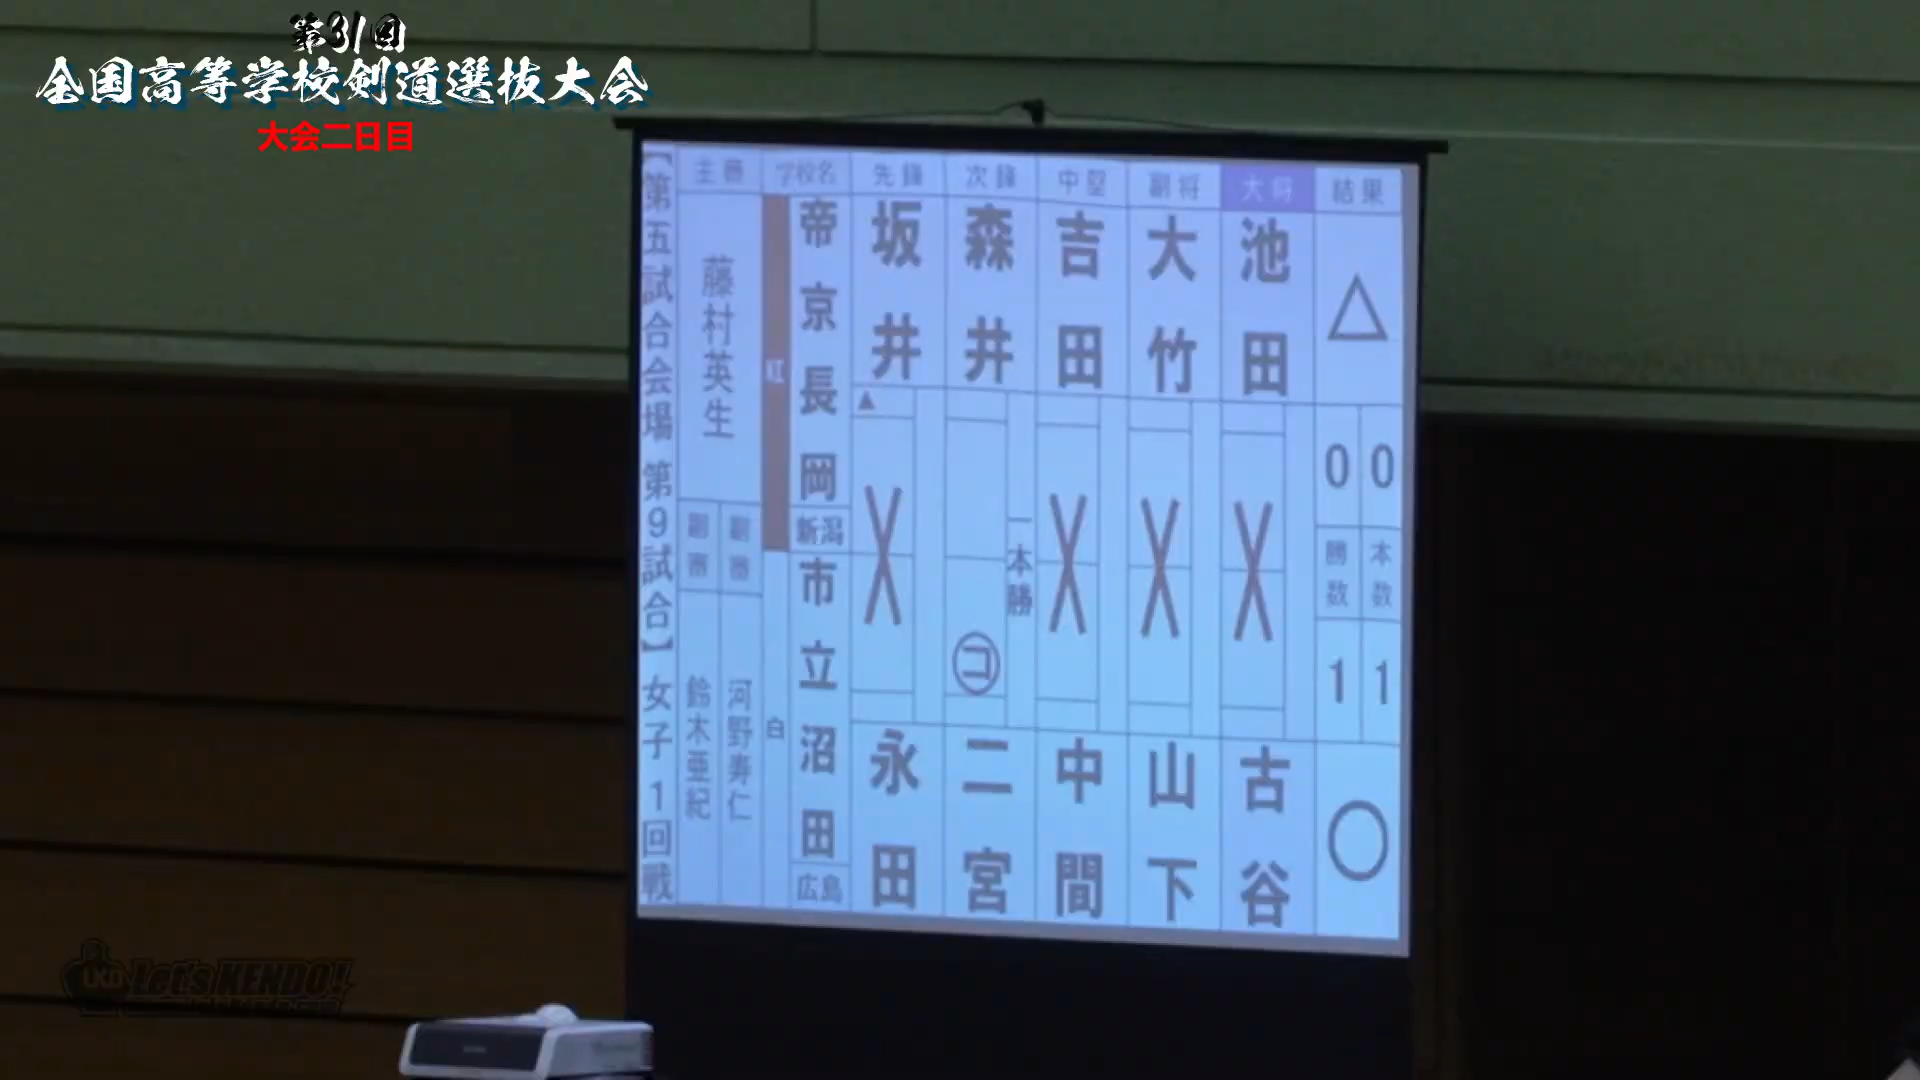 第31回
全国高等学校剣道選抜大会
大会二日目
【第五試合会場 第9試合】女子1回戦
主審
藤村英生
副審
副審
鈴木亜紀
河野寿仁
学校名
紅
帝京長岡
新潟
白
市立沼田
広島
先鋒
坂井
▲
永田
次鋒
森井
一本勝
コ
二宮
中堅
吉田
中間
副将
大竹
山下
大将
池田
古谷
結果
△
0 0
勝数
本数
1 1
○
Let's KENDO!